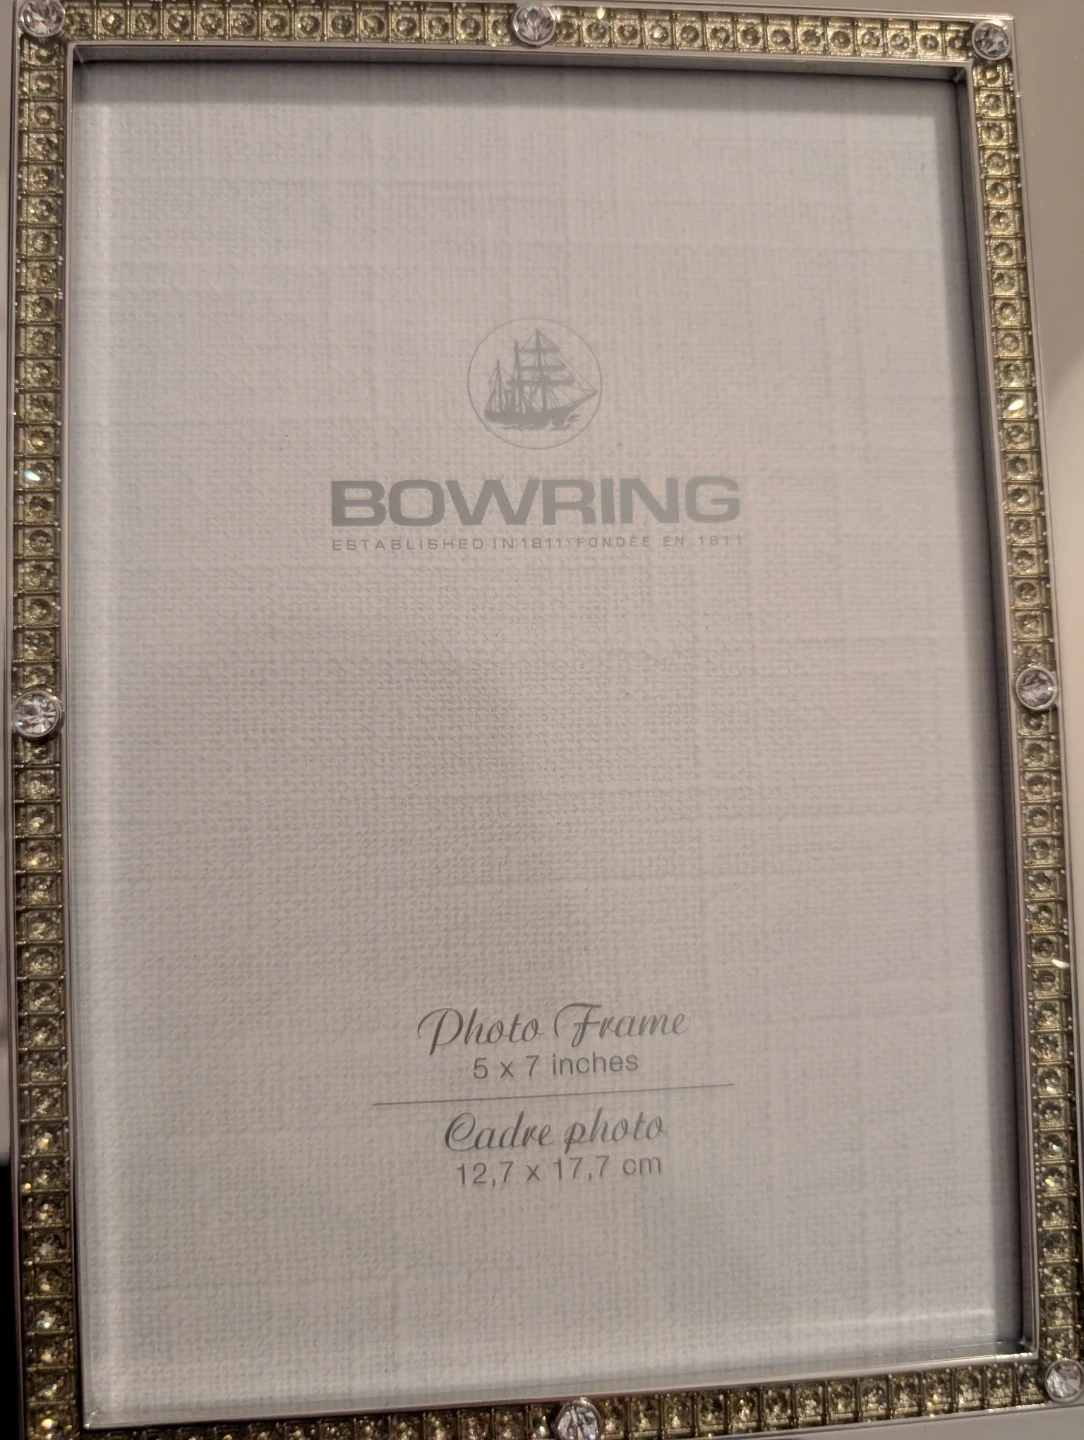 BOWRING
ESTABLISHED IN 1811·FONDÉE EN 1811
Photo Frame
5 x 7 inches
Cadre photo
12,7 x 17,7 cm